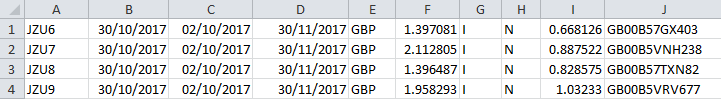 A B C D E F G H I J
1 JZU6 30/10/2017 02/10/2017 30/11/2017 GBP 1.397081 I N 0.668126 GB00B57GX403
2 JZU7 30/10/2017 02/10/2017 30/11/2017 GBP 2.112805 I N 0.887522 GB00B5VNH238
3 JZU8 30/10/2017 02/10/2017 30/11/2017 GBP 1.396487 I N 0.828575 GB00B57TXN82
4 JZU9 30/10/2017 02/10/2017 30/11/2017 GBP 1.958293 I N 1.03233 GB00B5VRV677